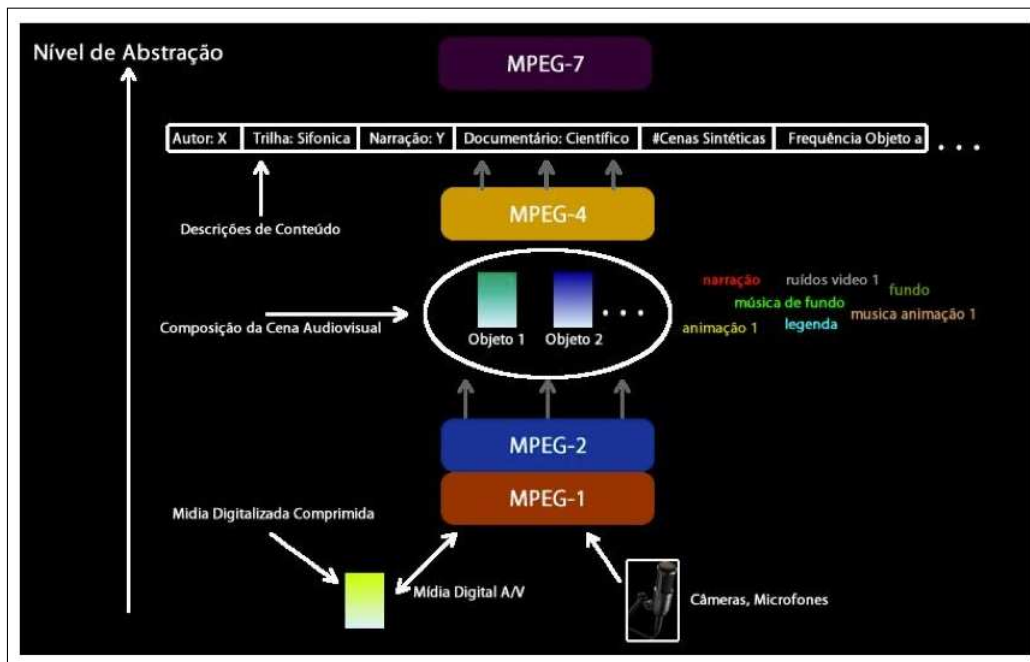 Nível de Abstração
MPEG-7
Autor: X Trilha: Sifonica Narração: Y Documentário: Científico #Cenas Sintéticas Frequência Objeto a ...
MPEG-4
Descrições de Conteúdo
narração ruídos video 1
fundo
música de fundo
musica animação 1
Composição da Cena Audiovisual
animação 1 legenda
Objeto 1 Objeto 2 ...
MPEG-2
MPEG-1
Midia Digitalizada Comprimida
Mídia Digital A/V
Câmeras, Microfones